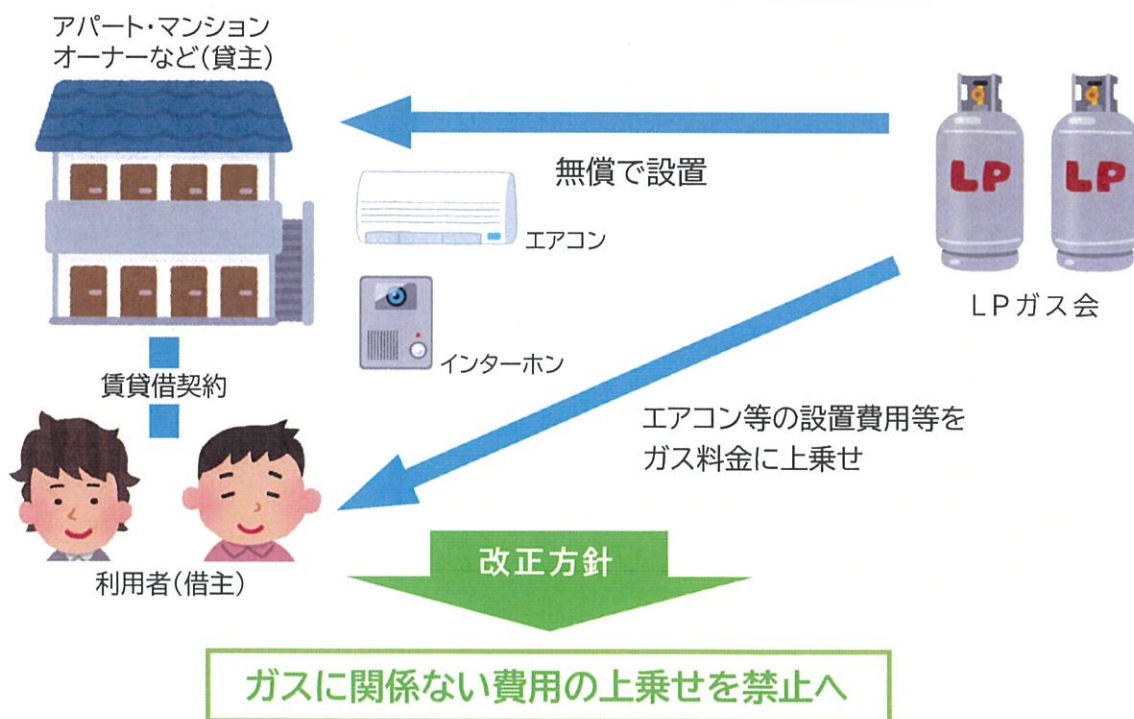 アパート・マンション
オーナーなど(貸主)
無償で設置
エアコン
LP
LP
LPガス会
インターホン
賃貸借契約
エアコン等の設置費用等を
ガス料金に上乗せ
利用者(借主)
改正方針
ガスに関係ない費用の上乗せを禁止へ